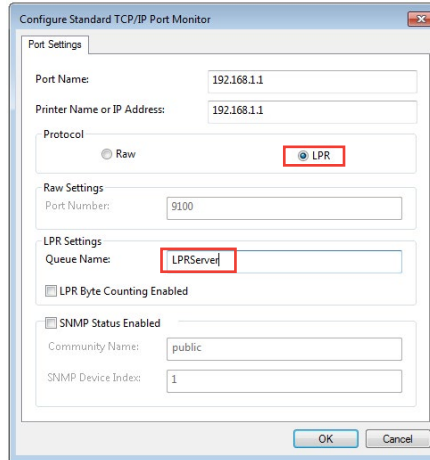 Configure Standard TCP/IP Port Monitor
Port Settings
Port Name: 192.168.1.1
Printer Name or IP Address: 192.168.1.1
Protocol
Raw LPR
Raw Settings
Port Number: 9100
LPR Settings
Queue Name: LPRServer
LPR Byte Counting Enabled
SNMP Status Enabled
Community Name: public
SNMP Device Index: 1
OK Cancel